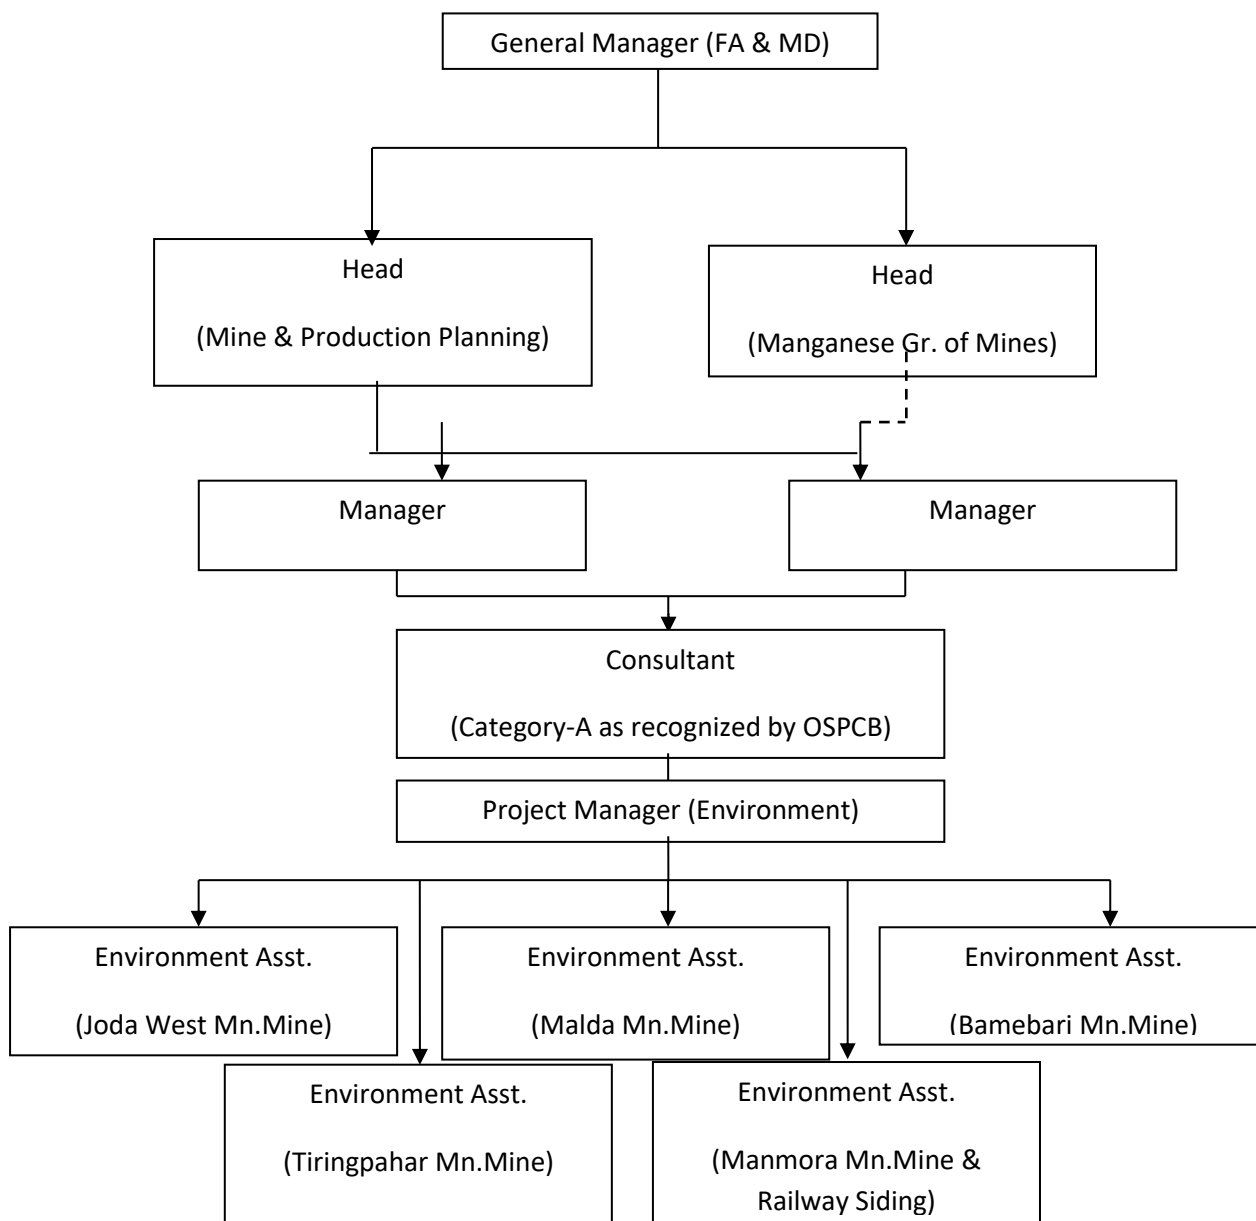 General Manager (FA & MD)
Head
(Mine & Production Planning)
Head
(Manganese Gr. of Mines)
Manager
Manager
Consultant
(Category-A as recognized by OSPCB)
Project Manager (Environment)
Environment Asst.
(Joda West Mn.Mine)
Environment Asst.
(Malda Mn.Mine)
Environment Asst.
(Bamebari Mn.Mine)
Environment Asst.
(Tiringpahar Mn.Mine)
Environment Asst.
(Manmora Mn.Mine &
Railway Siding)